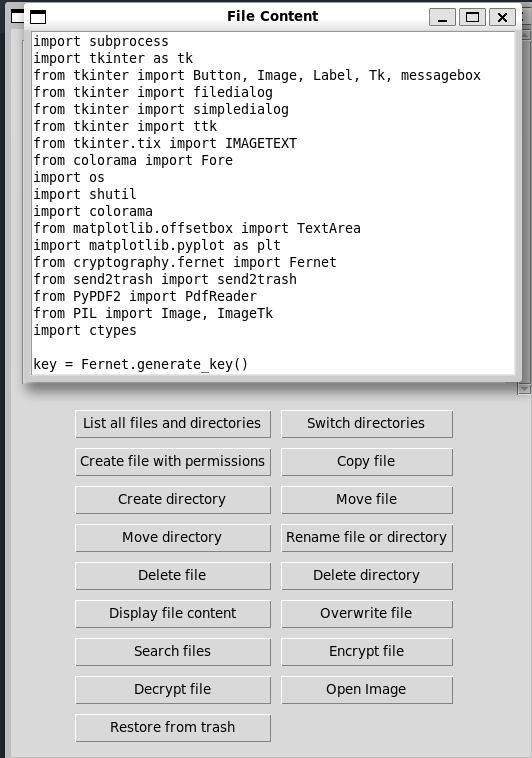 File Content
import subprocess
import tkinter as tk
from tkinter import Button, Image, Label, Tk, messagebox
from tkinter import filedialog
from tkinter import simpledialog
from tkinter import ttk
from tkinter.tix import IMAGETEXT
from colorama import Fore
import os
import shutil
import colorama
from matplotlib.offsetbox import TextArea
import matplotlib.pyplot as plt
from cryptography.fernet import Fernet
from send2trash import send2trash
from PyPDF2 import PdfReader
from PIL import Image, ImageTk
import ctypes
key = Fernet.generate_key()
List all files and directories
Switch directories
Create file with permissions
Copy file
Create directory
Move file
Move directory
Rename file or directory
Delete file
Delete directory
Display file content
Overwrite file
Search files
Encrypt file
Decrypt file
Open Image
Restore from trash